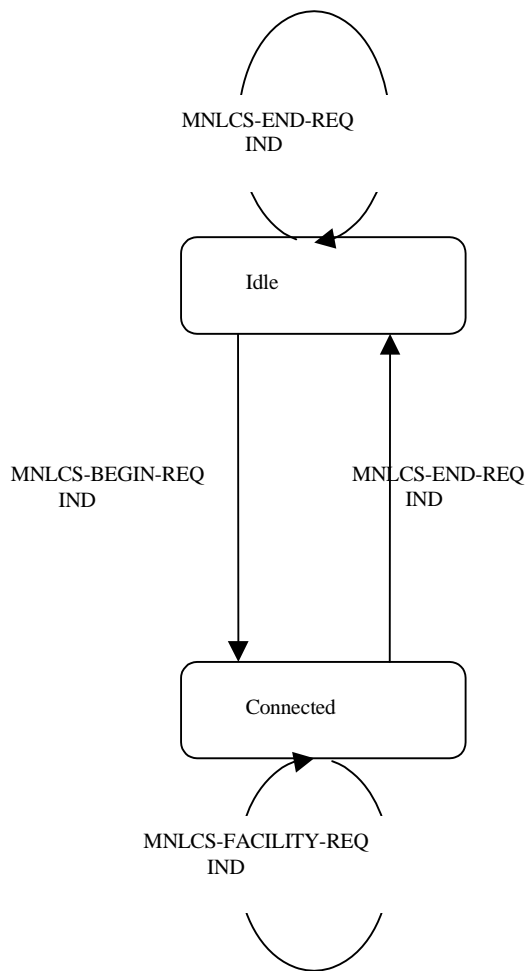 MNLCS-END-REQ
IND
Idle
MNLCS-BEGIN-REQ
IND
MNLCS-END-REQ
IND
Connected
MNLCS-FACILITY-REQ
IND